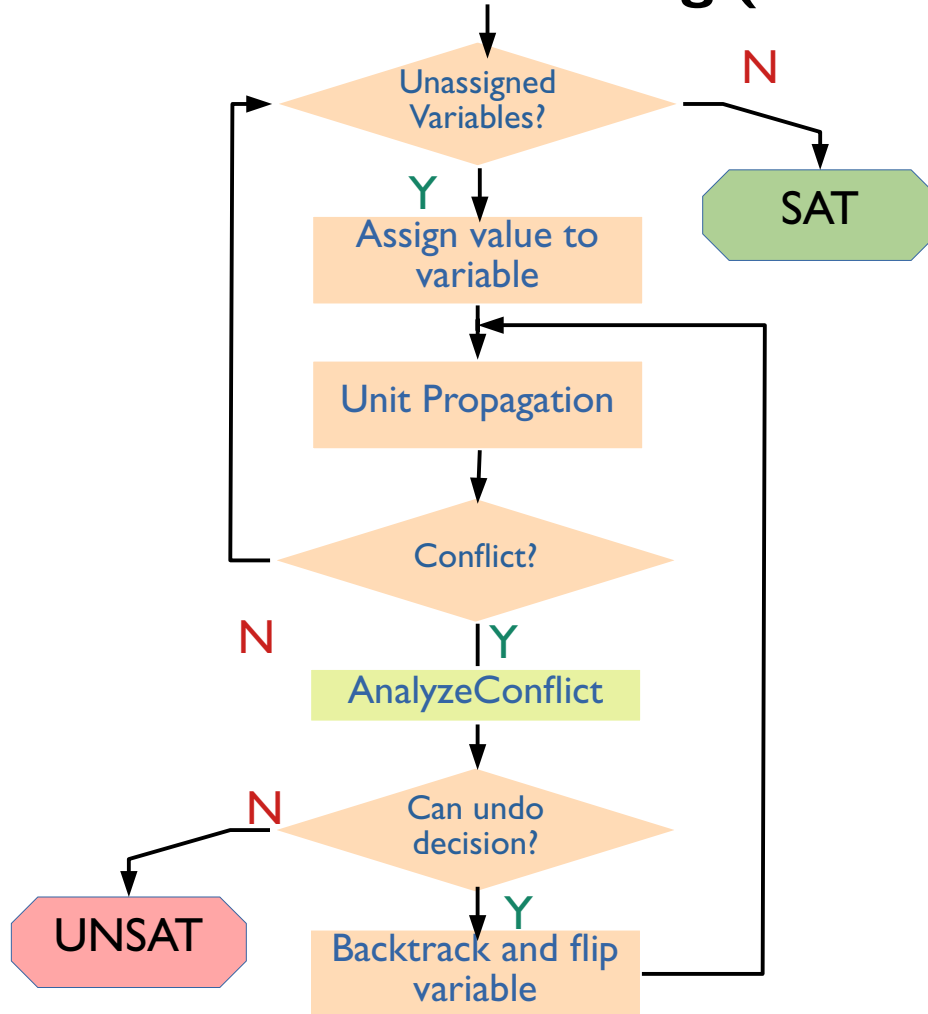 Unassigned
Variables?
N
SAT
Y
Assign value to
variable
Unit Propagation
Conflict?
N
Y
AnalyzeConflict
Can undo
decision?
N
UNSAT
Y
Backtrack and flip
variable